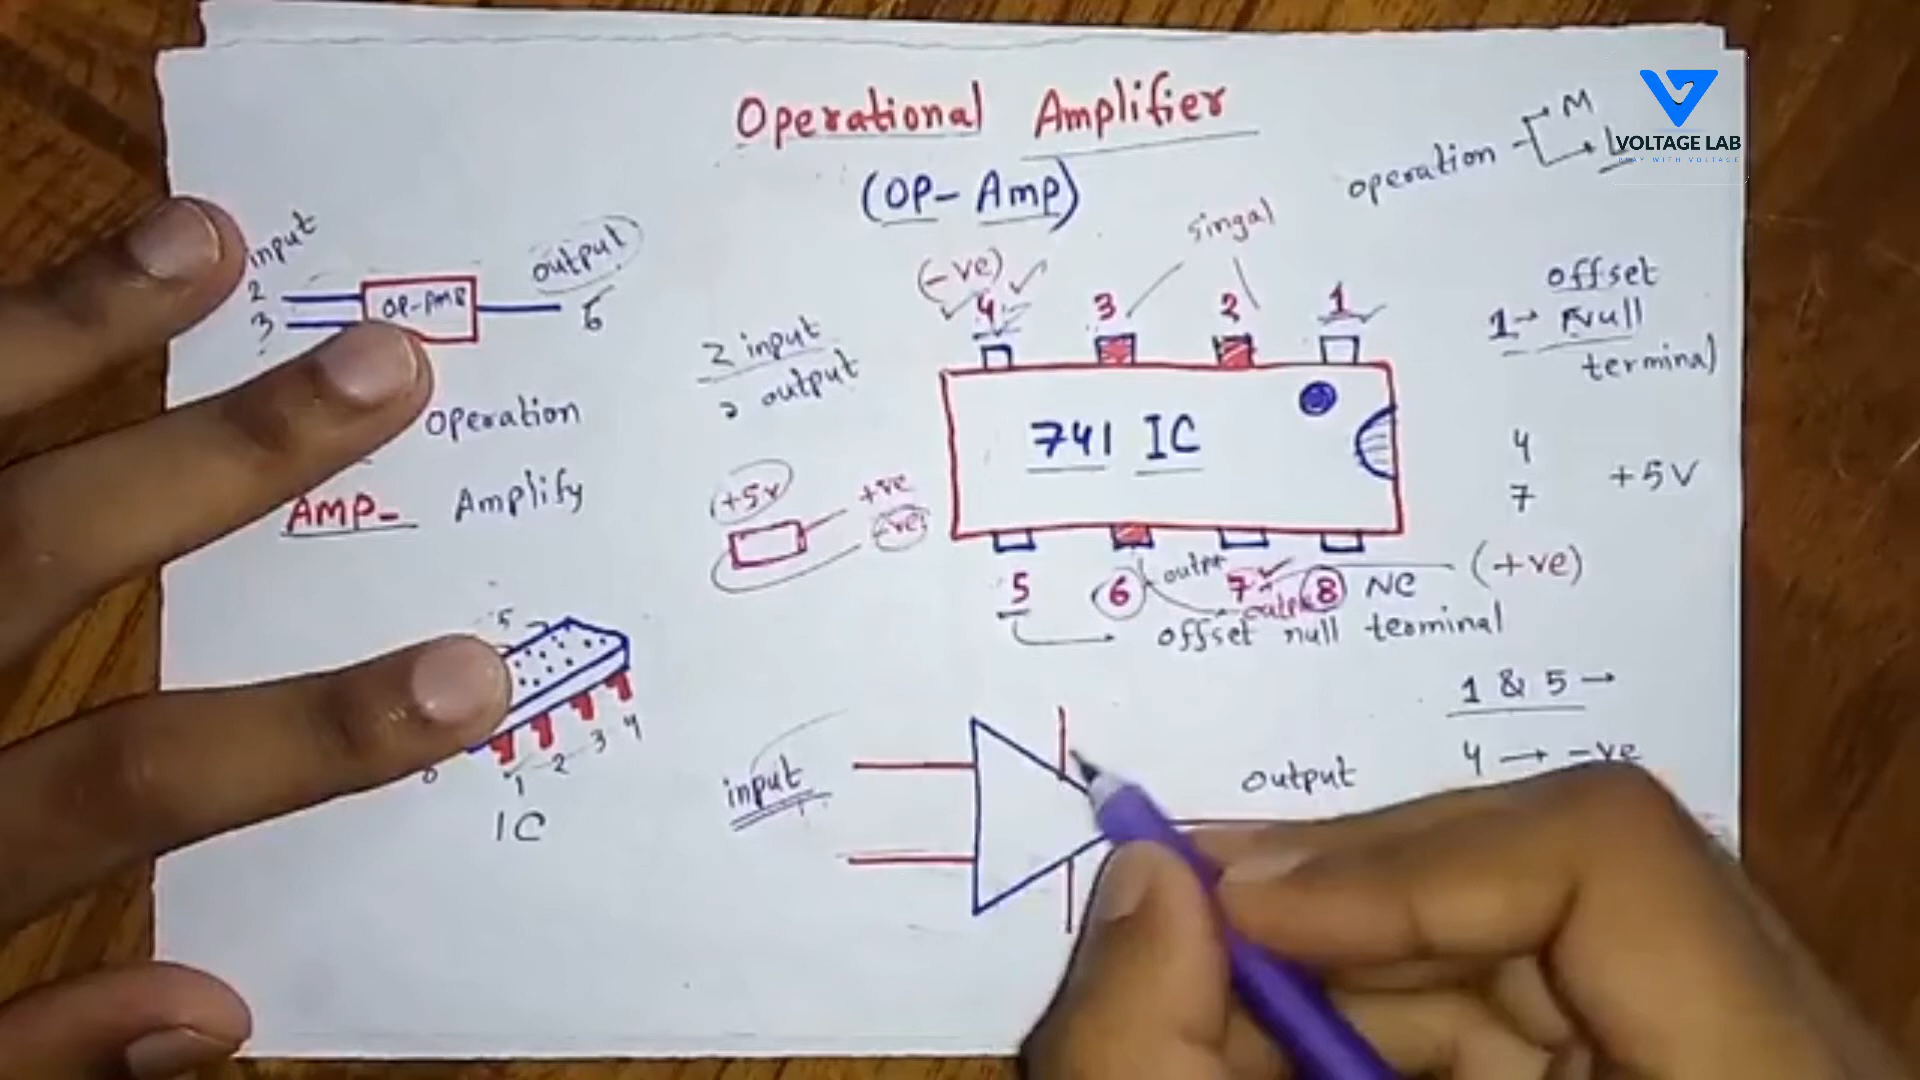 Operational Amplifier
(OP-Amp)
operation
M
L
VOLTAGE LAB
PLAY WITH VOLTAGE
input
2
3
OP-AMP
output
6
operation
AMP- Amplify
2 input
output
+5v
+ve
-ve
singal
(-ve)
4 3 2 1
741 IC
5 6 7 8 NC
output
(+ve)
offset null terminal
offset
1→ Null
terminal
4
7
+5V
5
1 2 3 4
IC
input
output
1 & 5 →
4 → -ve